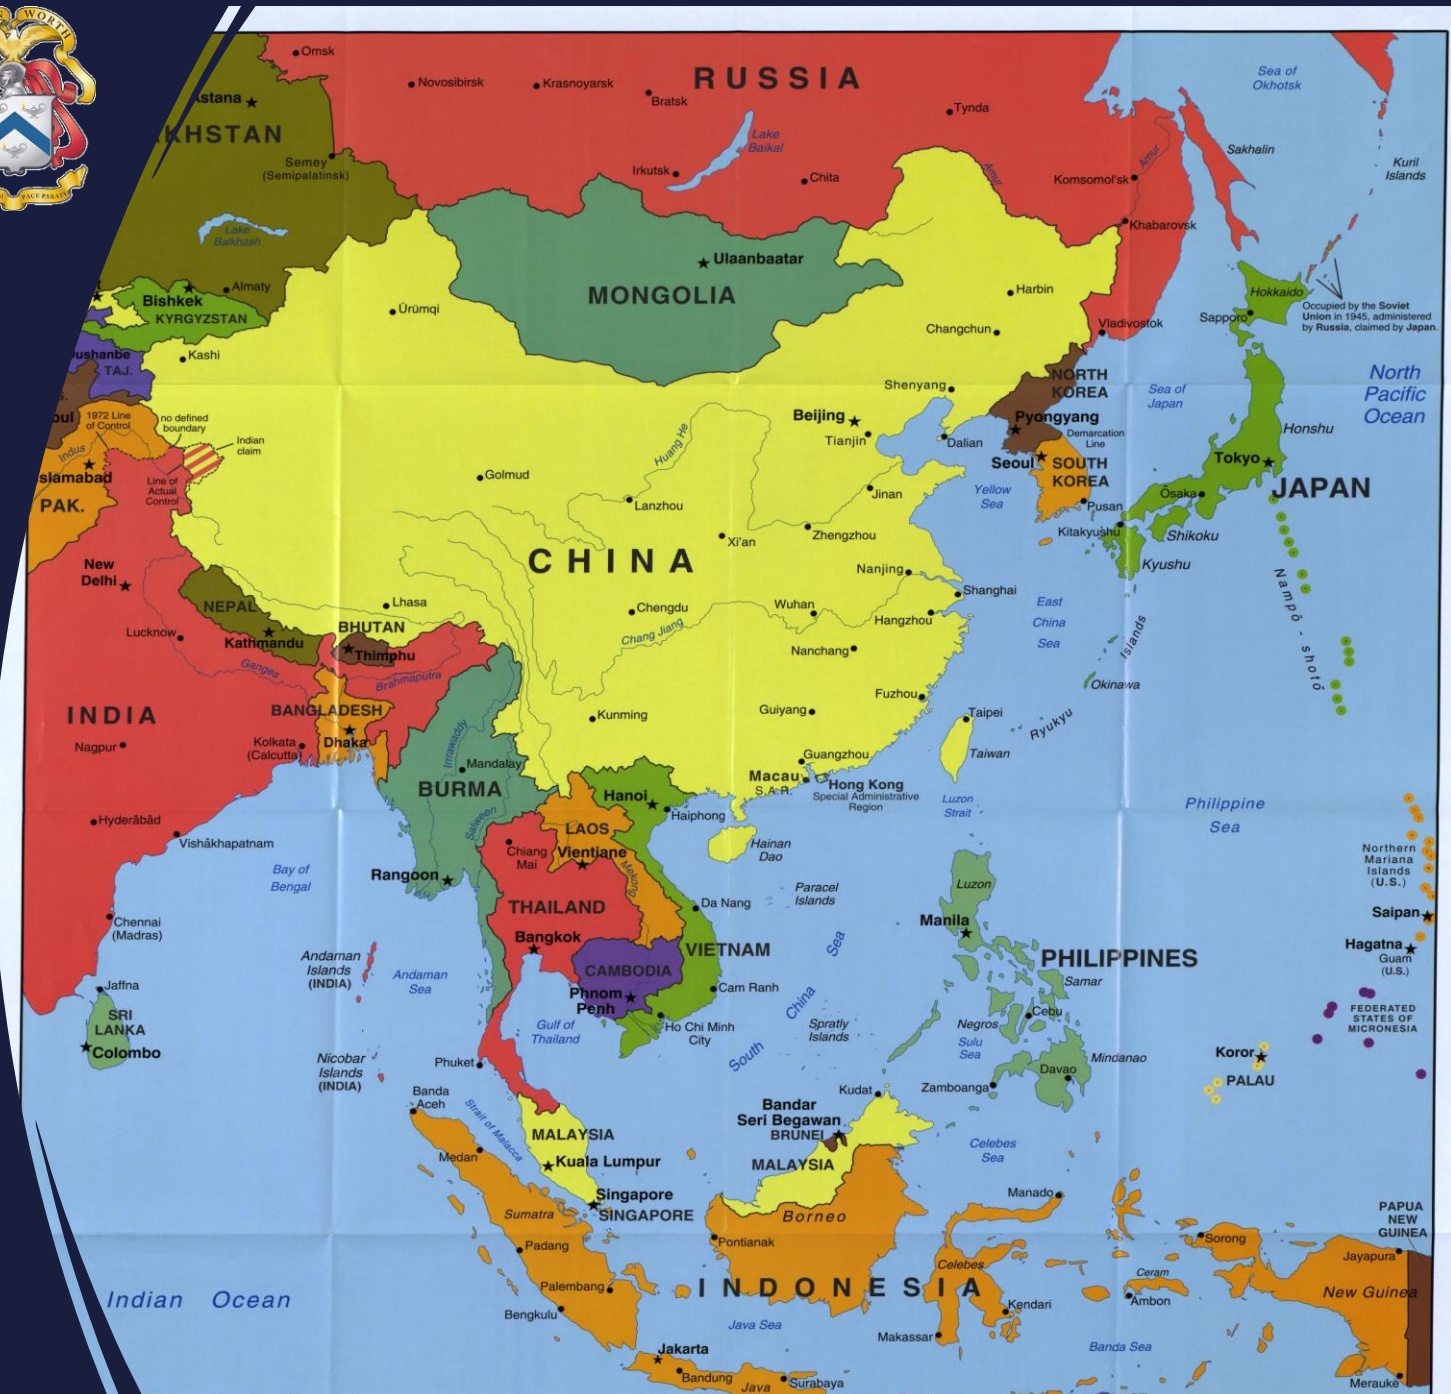 WORTH
PACE PARATI
Omsk
Novosibirsk
Krasnoyarsk
Bratsk
RUSSIA
Tynda
Sea of
Okhotsk
Astana
KHSTAN
Semey
(Semipalatinsk)
Lake
Baikal
Irkutsk
Chita
Amur
Amur
Komsomol'sk
Sakhalin
Kuril
Islands
Khabarovsk
Lake
Balkhash
Ulaanbaatar
MONGOLIA
Almaty
Bishkek
KYRGYZSTAN
Ürümqi
Harbin
Changchun
Vladivostok
Hokkaido
Sapporo
Occupied by the Soviet
Union in 1945, administered
by Russia, claimed by Japan.
Dushanbe
TAJ.
Kashi
Shenyang
NORTH
KOREA
Sea of
Japan
North
Pacific
Ocean
S.
bul
1972 Line
of Control
no defined
boundary
Indian
claim
Indus
Islamabad
PAK.
Line of
Actual
Control
Beijing
Tianjin
Dalian
Pyongyang
Demarcation
Line
Seoul
SOUTH
KOREA
Honshu
Tokyo
JAPAN
Huang He
Golmud
Lanzhou
Jinan
Yellow
Sea
Pusan
Ōsaka
Kitakyushu
Shikoku
Kyushu
CHINA
Xi'an
Zhengzhou
Nanjing
Shanghai
Nampō-shotō
New
Delhi
NEPAL
Kathmandu
Lucknow
Ganges
Lhasa
BHUTAN
Thimphu
Brahmaputra
Chengdu
Chang Jiang
Wuhan
Hangzhou
Nanchang
East
China
Sea
Ryukyu Islands
Okinawa
INDIA
Nagpur
BANGLADESH
Dhaka
Kolkata
(Calcutta)
Kunming
Guiyang
Fuzhou
Taipei
Taiwan
Guangzhou
Macau
S.A.R.
Hong Kong
Special Administrative
Region
Luzon
Strait
Philippine
Sea
Irrawaddy
Mandalay
BURMA
Salween
Hanoi
Haiphong
LAOS
Vientiane
Mekong
Chiang
Mai
Hainan
Dao
Hyderābād
Vishākhapatnam
Bay of
Bengal
Rangoon
THAILAND
Bangkok
Da Nang
Paracel
Islands
Luzon
Manila
Northern
Mariana
Islands
(U.S.)
Saipan
Hagatna
Guam
(U.S.)
Chennai
(Madras)
Andaman
Islands
(INDIA)
Andaman
Sea
VIETNAM
CAMBODIA
Phnom
Penh
Cam Ranh
Ho Chi Minh
City
South China Sea
Spratly
Islands
PHILIPPINES
Samar
Cebu
Negros
Sulu
Sea
Mindanao
Davao
Zamboanga
FEDERATED
STATES OF
MICRONESIA
Koror
PALAU
Jaffna
SRI
LANKA
Colombo
Nicobar
Islands
(INDIA)
Gulf of
Thailand
Phuket
Banda
Aceh
Strait of Malacca
Medan
MALAYSIA
Kuala Lumpur
Singapore
SINGAPORE
Kudat
Bandar
Seri Begawan
BRUNEI
MALAYSIA
Celebes
Sea
Manado
Borneo
Pontianak
Sumatra
Padang
Palembang
Bengkulu
INDONESIA
Celebes
Kendari
Makassar
Ceram
Ambon
Sorong
PAPUA
NEW
GUINEA
Jayapura
New Guinea
Merauke
Indian Ocean
Java Sea
Banda Sea
Jakarta
Bandung
Java
Surabaya